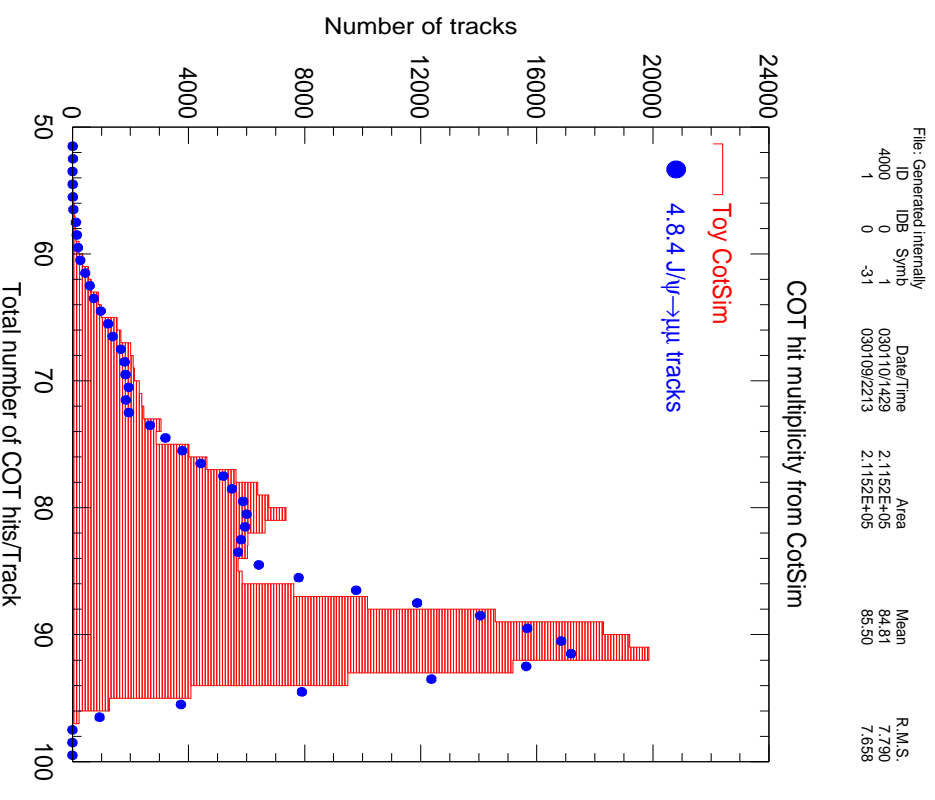 File: Generated internally
ID IDB Symb Date/Time Area Mean R.M.S.
4000 0 1 030110/1429 2.1152E+05 84.81 7.790
1 0 -31 030109/2213 2.1152E+05 85.50 7.658
COT hit multiplicity from CotSim
24000
20000
16000
12000
8000
4000
0
Number of tracks
Toy CotSim
4.8.4 J/ψ→μμ tracks
50 60 70 80 90 100
Total number of COT hits/Track